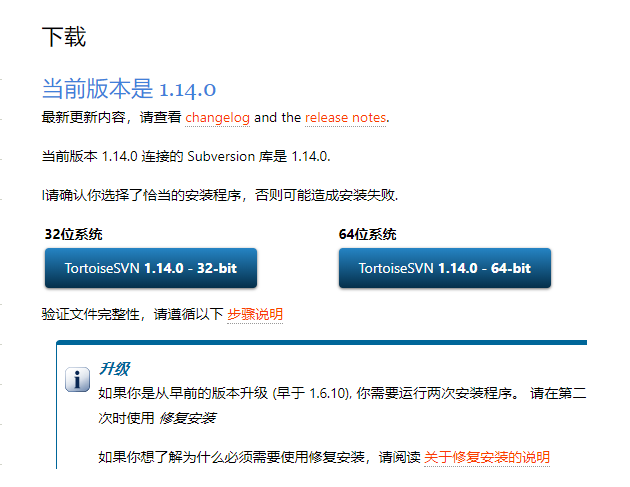 下载
当前版本是 1.14.0
最新更新内容，请查看 changelog and the release notes.
当前版本 1.14.0 连接的 Subversion 库是 1.14.0.
I请确认你选择了恰当的安装程序，否则可能造成安装失败.
32位系统
64位系统
TortoiseSVN 1.14.0 - 32-bit
TortoiseSVN 1.14.0 - 64-bit
验证文件完整性，请遵循以下 步骤说明
升级
如果你是从早前的版本升级 (早于 1.6.10), 你需要运行两次安装程序。 请在第二
次时使用 修复安装
如果你想了解为什么必须需要使用修复安装，请阅读 关于修复安装的说明